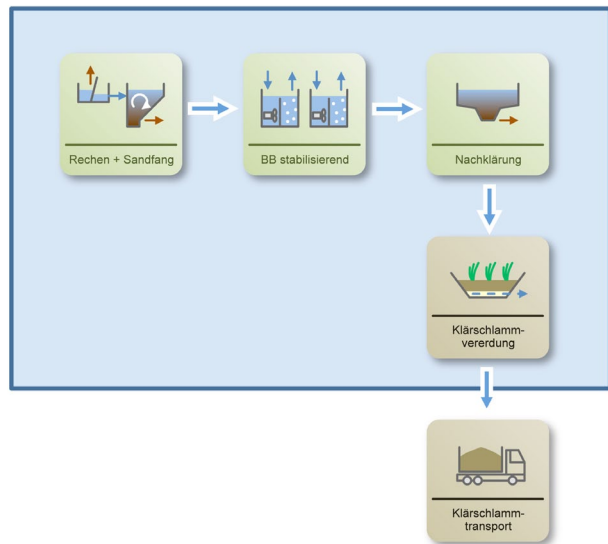 Rechen + Sandfang
BB stabilisierend
Nachklärung
Klärschlamm-
vererdung
Klärschlamm-
transport